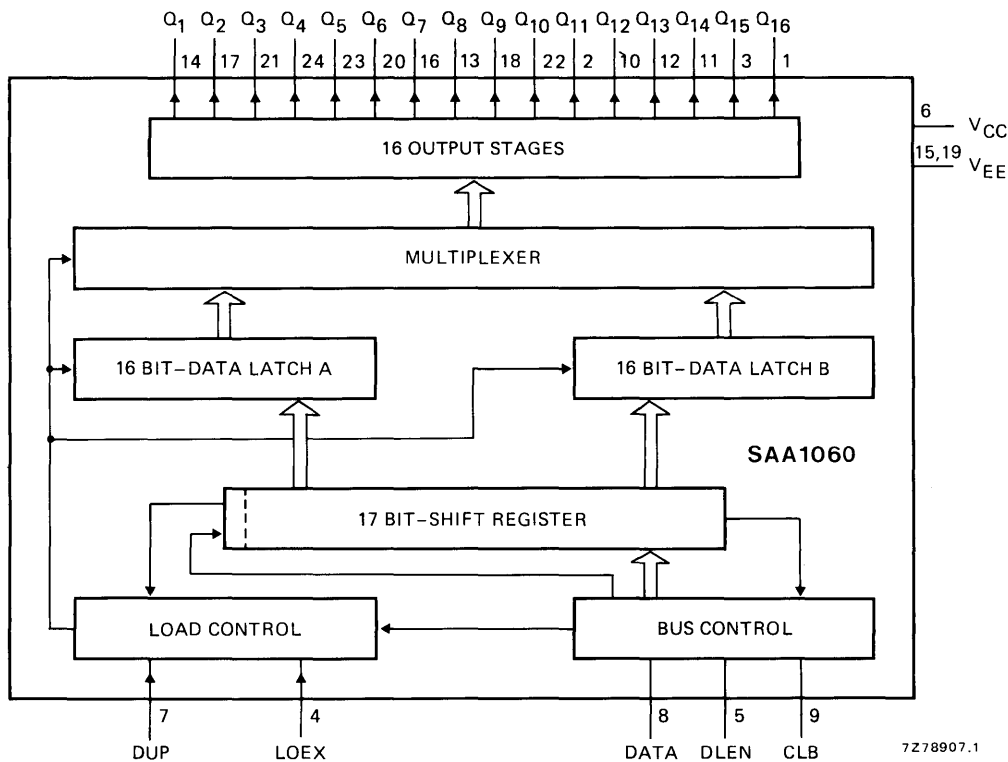 Q1 Q2 Q3 Q4 Q5 Q6 Q7 Q8 Q9 Q10 Q11 Q12 Q13 Q14 Q15 Q16
14 17 21 24 23 20 16 13 18 22 2 10 12 11 3 1
6 VCC
15,19 VEE
16 OUTPUT STAGES
MULTIPLEXER
16 BIT–DATA LATCH A
16 BIT–DATA LATCH B
SAA1060
17 BIT–SHIFT REGISTER
LOAD CONTROL
BUS CONTROL
7 4 8 5 9
DUP LOEX DATA DLEN CLB
7Z78907.1